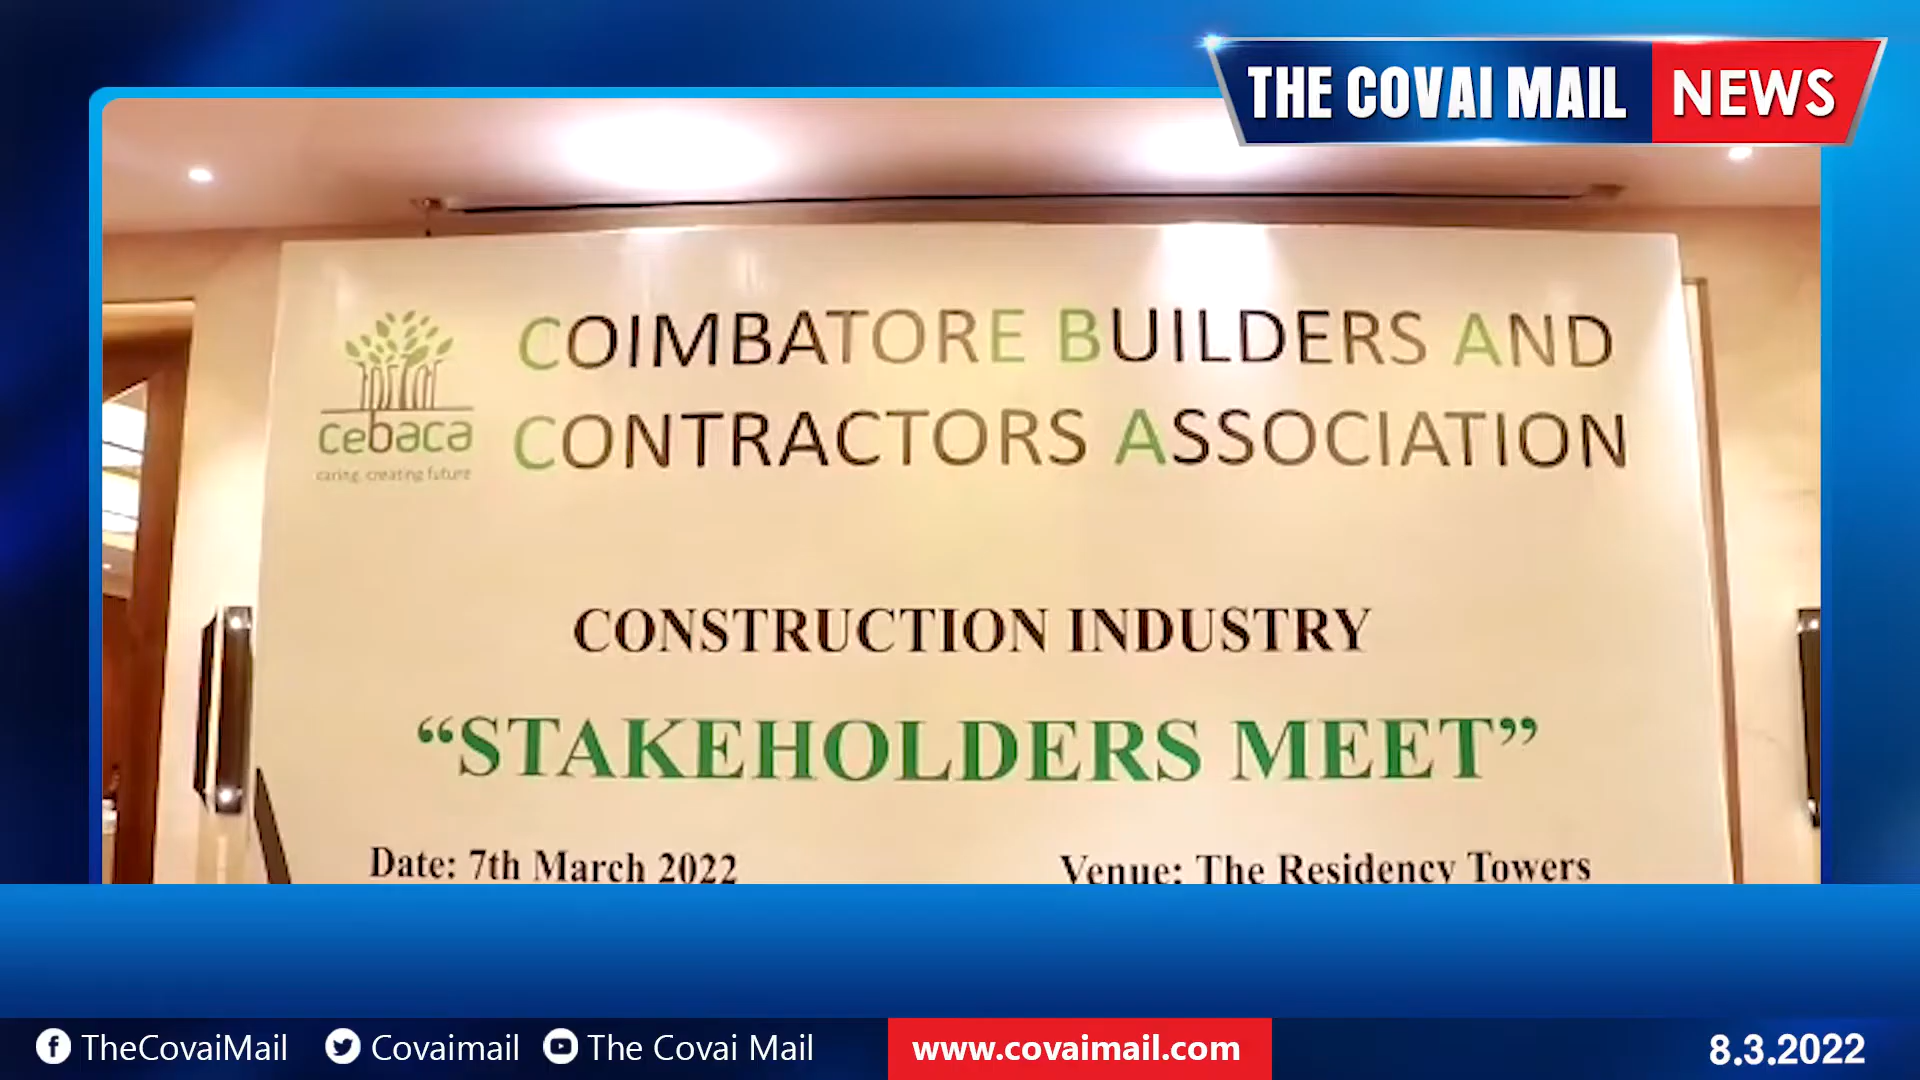 THE COVAI MAIL NEWS
COIMBATORE BUILDERS AND
CONTRACTORS ASSOCIATION
cebaca
caring, creating future
CONSTRUCTION INDUSTRY
“STAKEHOLDERS MEET”
Date: 7th March 2022 Venue: The Residency Towers
TheCovaiMail Covaimail The Covai Mail www.covaimail.com 8.3.2022